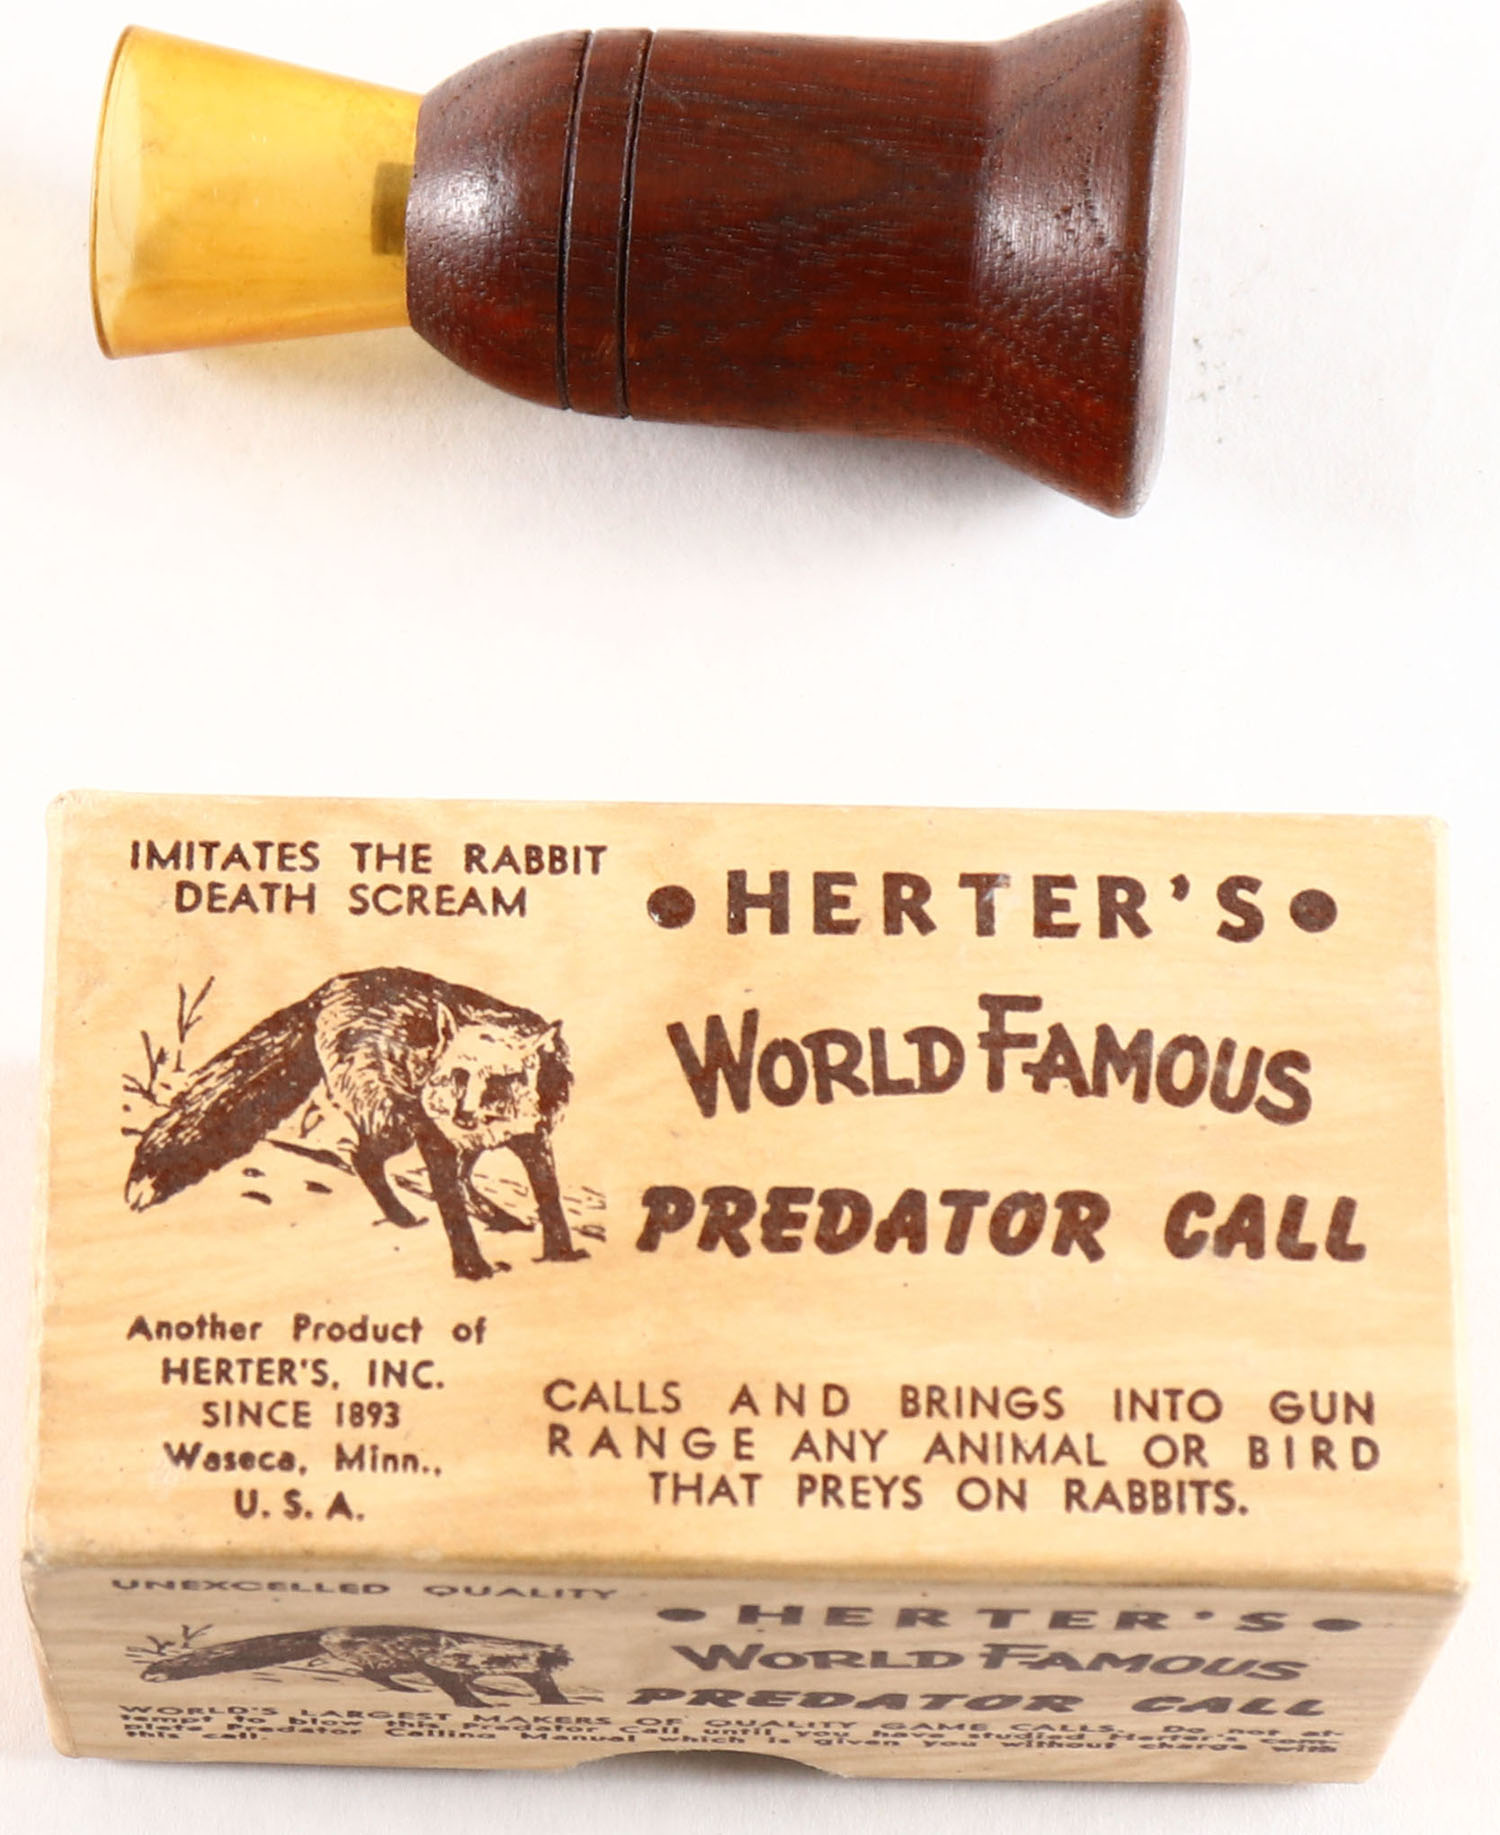 IMITATES THE RABBIT
DEATH SCREAM
•HERTER'S•
WORLD FAMOUS
PREDATOR CALL
Another Product of
HERTER'S, INC.
SINCE 1893
Waseca, Minn.,
U. S. A.
CALLS AND BRINGS INTO GUN
RANGE ANY ANIMAL OR BIRD
THAT PREYS ON RABBITS.
UNEXCELLED QUALITY
•HERTER'S•
WORLD FAMOUS
PREDATOR CALL
WORLD'S LARGEST MAKERS OF QUALITY GAME CALLS. Do not at-
tempt to blow this Predator Call until you have studied Herter's com-
plete Predator Calling Manual which is given you without charge with
this call.